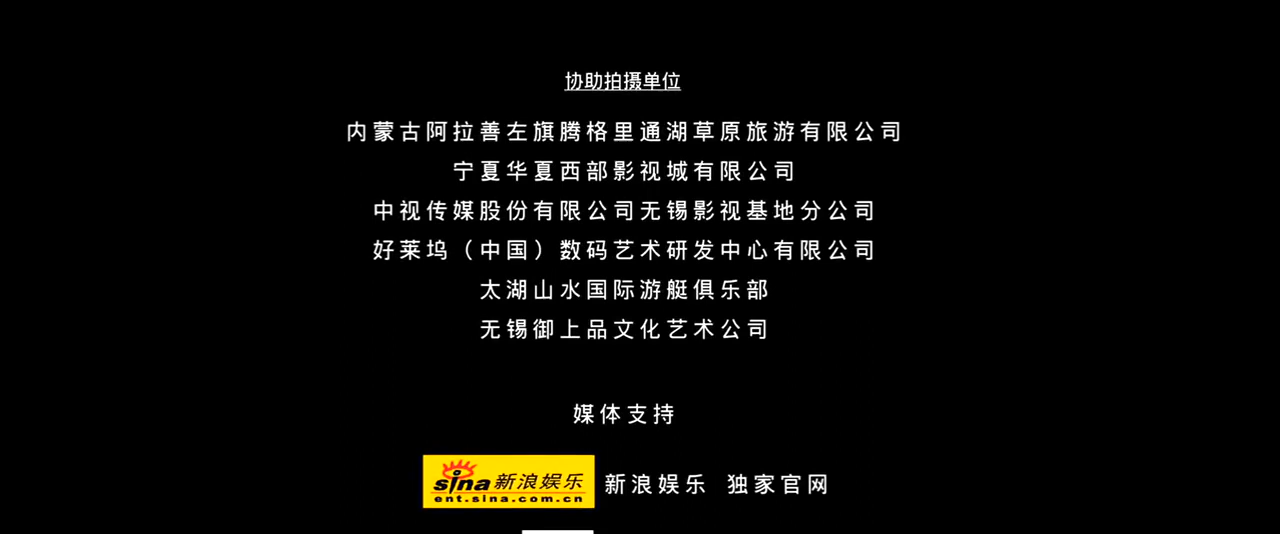 协助拍摄单位
内蒙古阿拉善左旗腾格里通湖草原旅游有限公司
宁夏华夏西部影视城有限公司
中视传媒股份有限公司无锡影视基地分公司
好莱坞（中国）数码艺术研发中心有限公司
太湖山水国际游艇俱乐部
无锡御上品文化艺术公司
媒体支持
sina 新浪娱乐
ent.sina.com.cn
新浪娱乐 独家官网